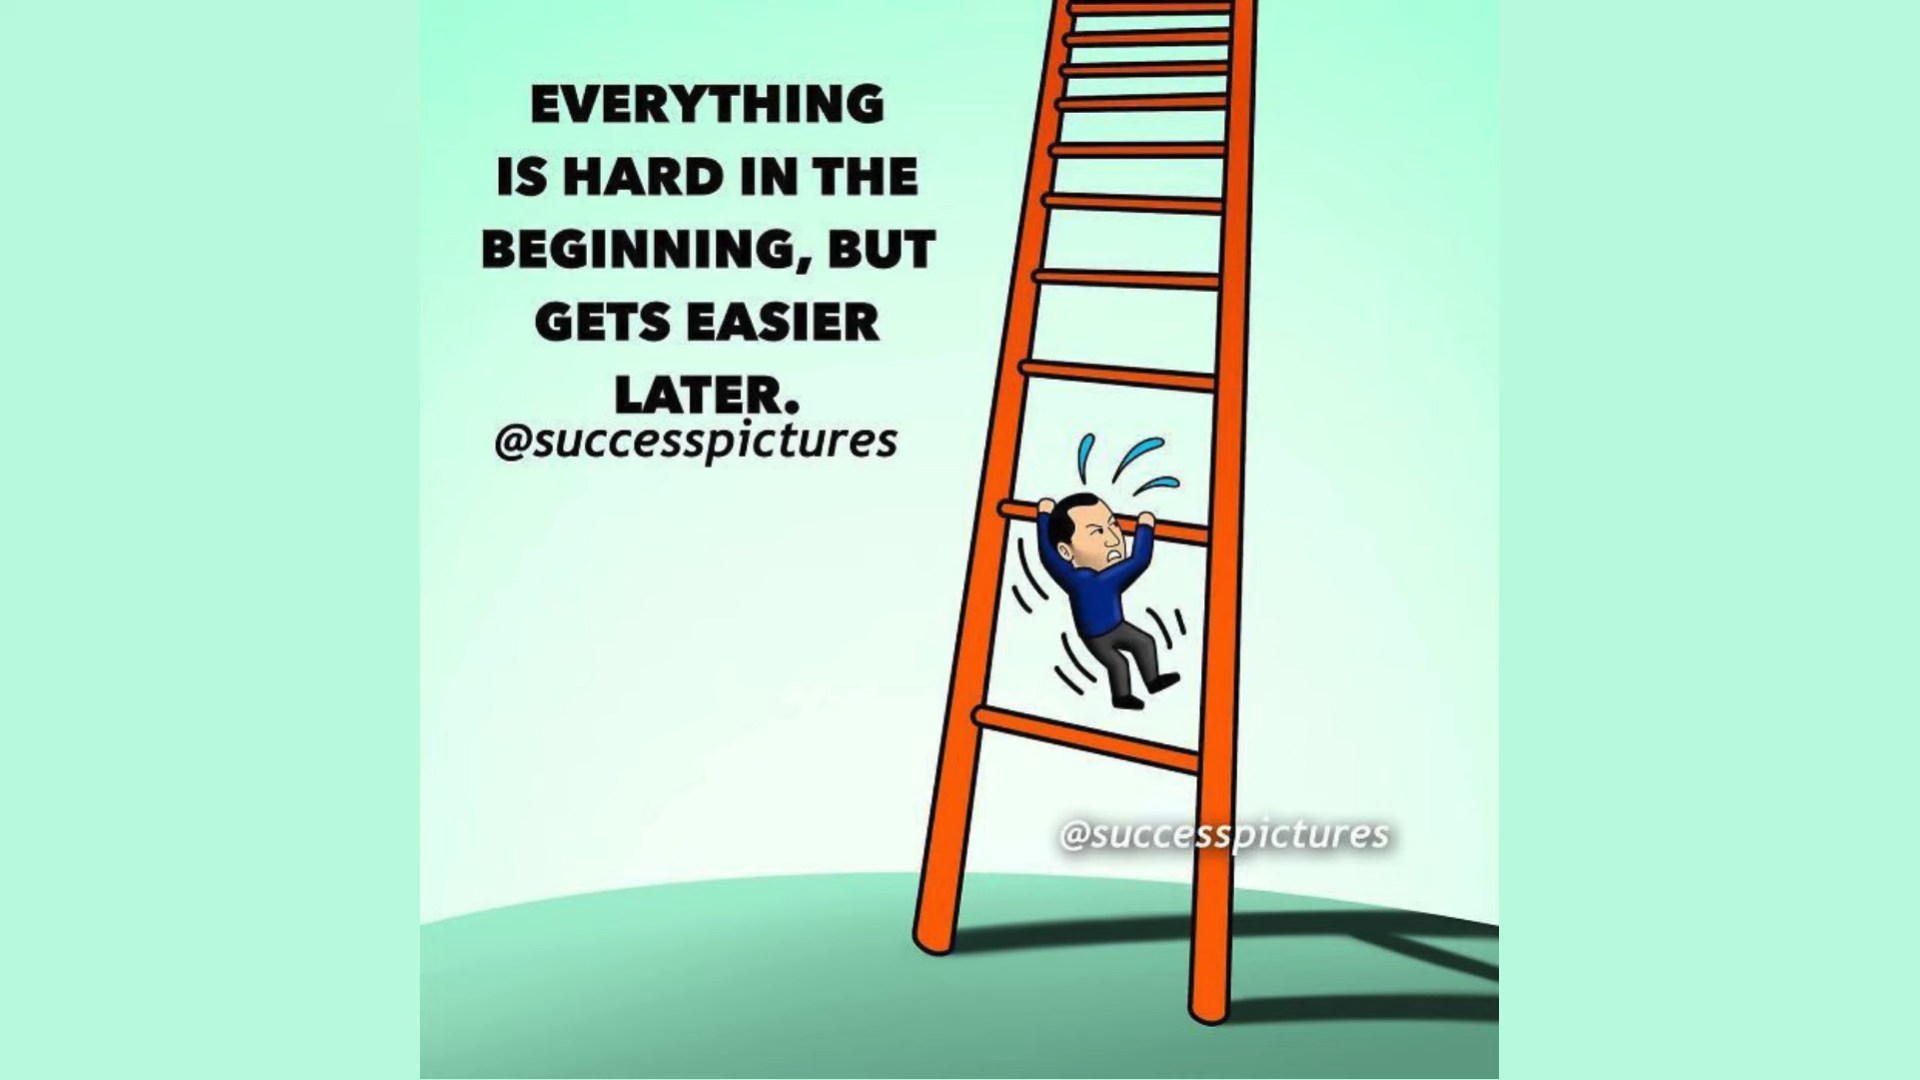 EVERYTHING
IS HARD IN THE
BEGINNING, BUT
GETS EASIER
LATER.
@successpictures
@successpictures